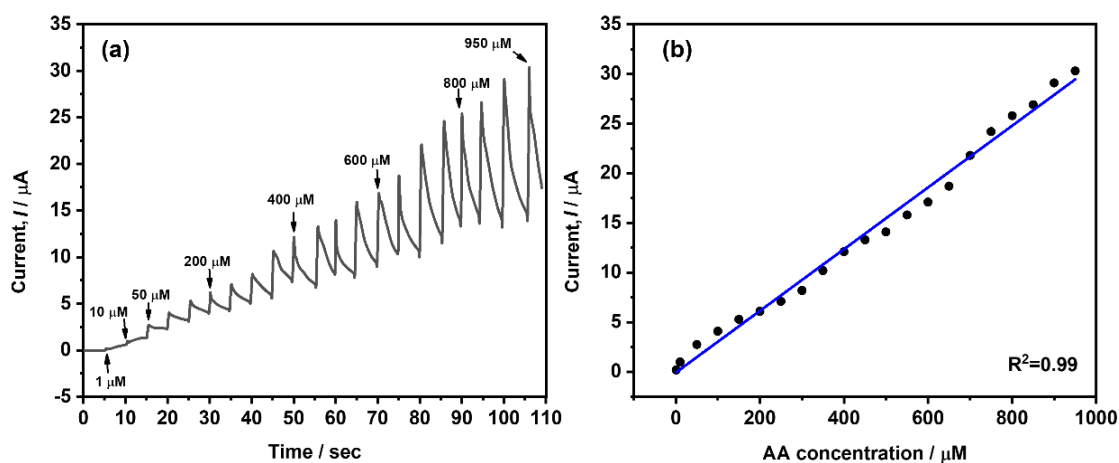 (a)
35
30
25
20
15
10
5
0
-5
Current, I / μA
950 μM
800 μM
600 μM
400 μM
200 μM
50 μM
10 μM
1 μM
0 10 20 30 40 50 60 70 80 90 100 110
Time / sec
(b)
35
30
25
20
15
10
5
0
Current, I / μA
R²=0.99
0 200 400 600 800 1000
AA concentration / μM